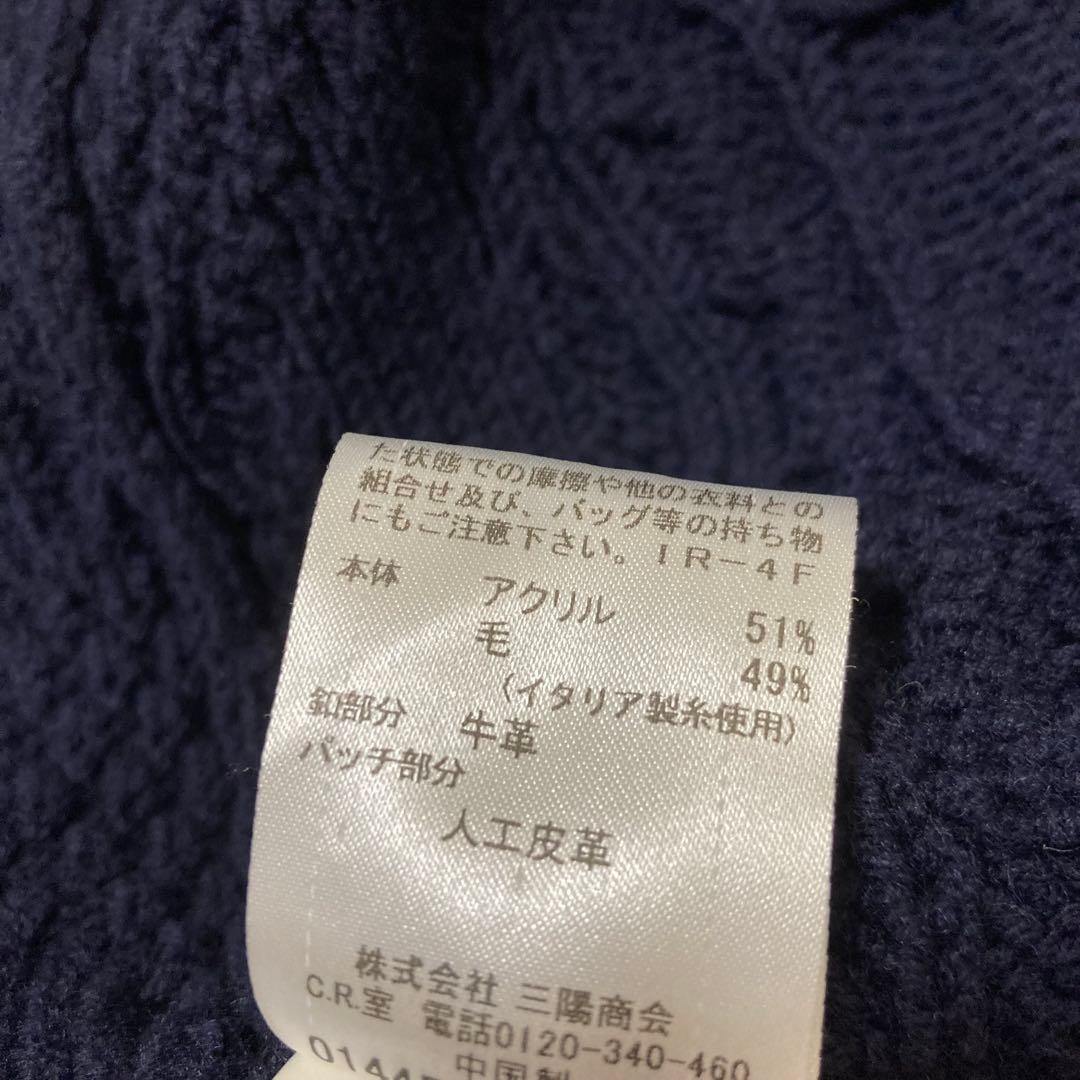 た状態での摩擦や他の衣料との
組合せ及び、バッグ等の持ち物
にもご注意下さい。IR-4F
本体 アクリル 51%
毛 49%
(イタリア製糸使用)
釦部分 牛革
パッチ部分
人工皮革
株式会社 三陽商会
C.R.室 電話0120-340-460
中国製